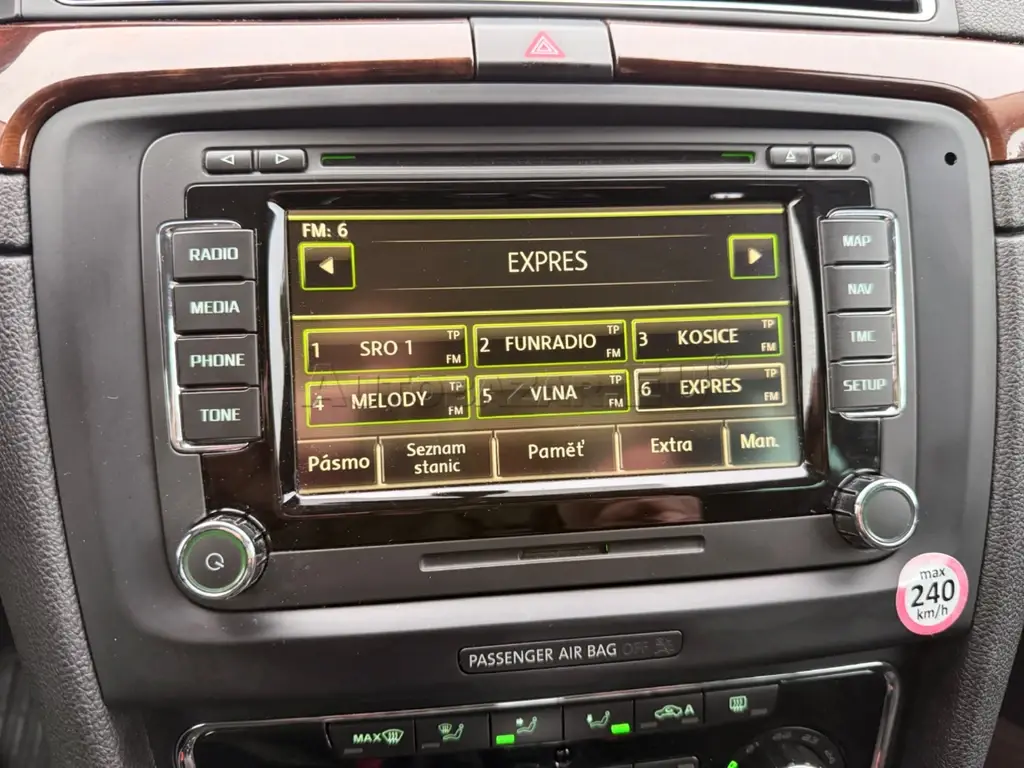 FM: 6
EXPRES
RADIO
MEDIA
PHONE
TONE
MAP
NAV
TMC
SETUP
1 SRO 1 TP FM
2 FUNRADIO TP FM
3 KOSICE TP FM
4 MELODY TP FM
5 VLNA TP FM
6 EXPRES TP FM
Pásmo
Seznam
stanic
Paměť
Extra
Man.
max
240
km/h
PASSENGER AIR BAG OFF
MAX
A